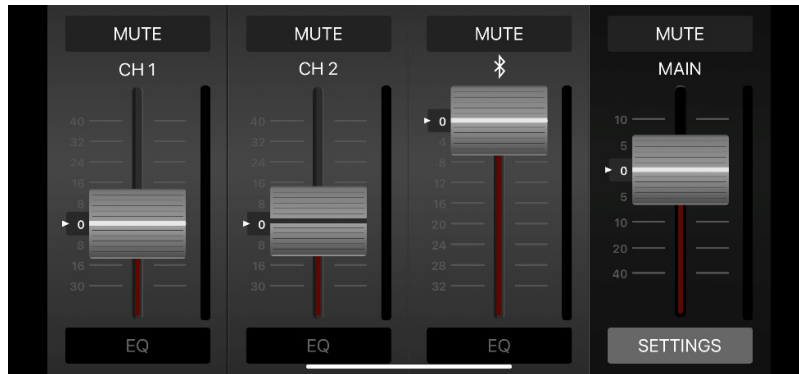 MUTE MUTE MUTE MUTE
CH 1 CH 2 MAIN
40 40 0 10
32 32 4 5
24 24 8 0
16 16 12 5
8 8 16 10
0 0 20 20
8 8 24 40
16 16 28
30 30 32
EQ EQ EQ SETTINGS